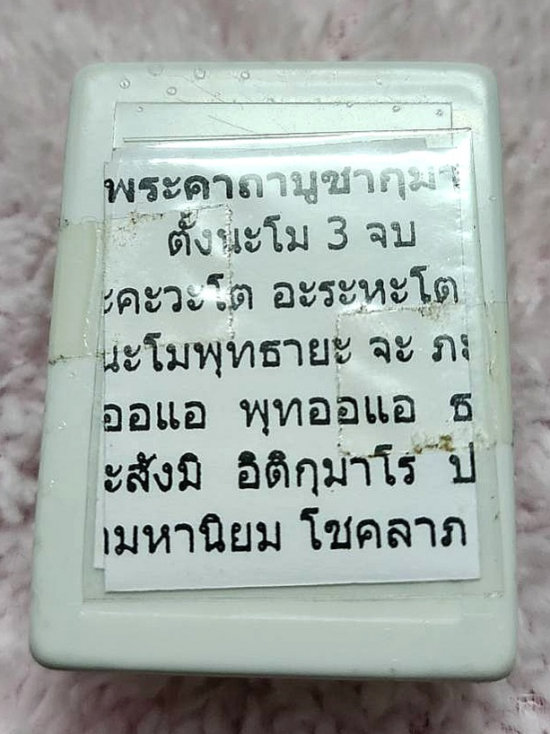 พระคาถาบูชากุมา
ตั้งนะโม 3 จบ
ะคะวะโต อะระหะโต
นะโมพุทธายะ จะ ภะ
ออแอ พุทออแอ ธ
ะสังมิ อิติกุมาโร ป
ามหานิยม โชคลาภ